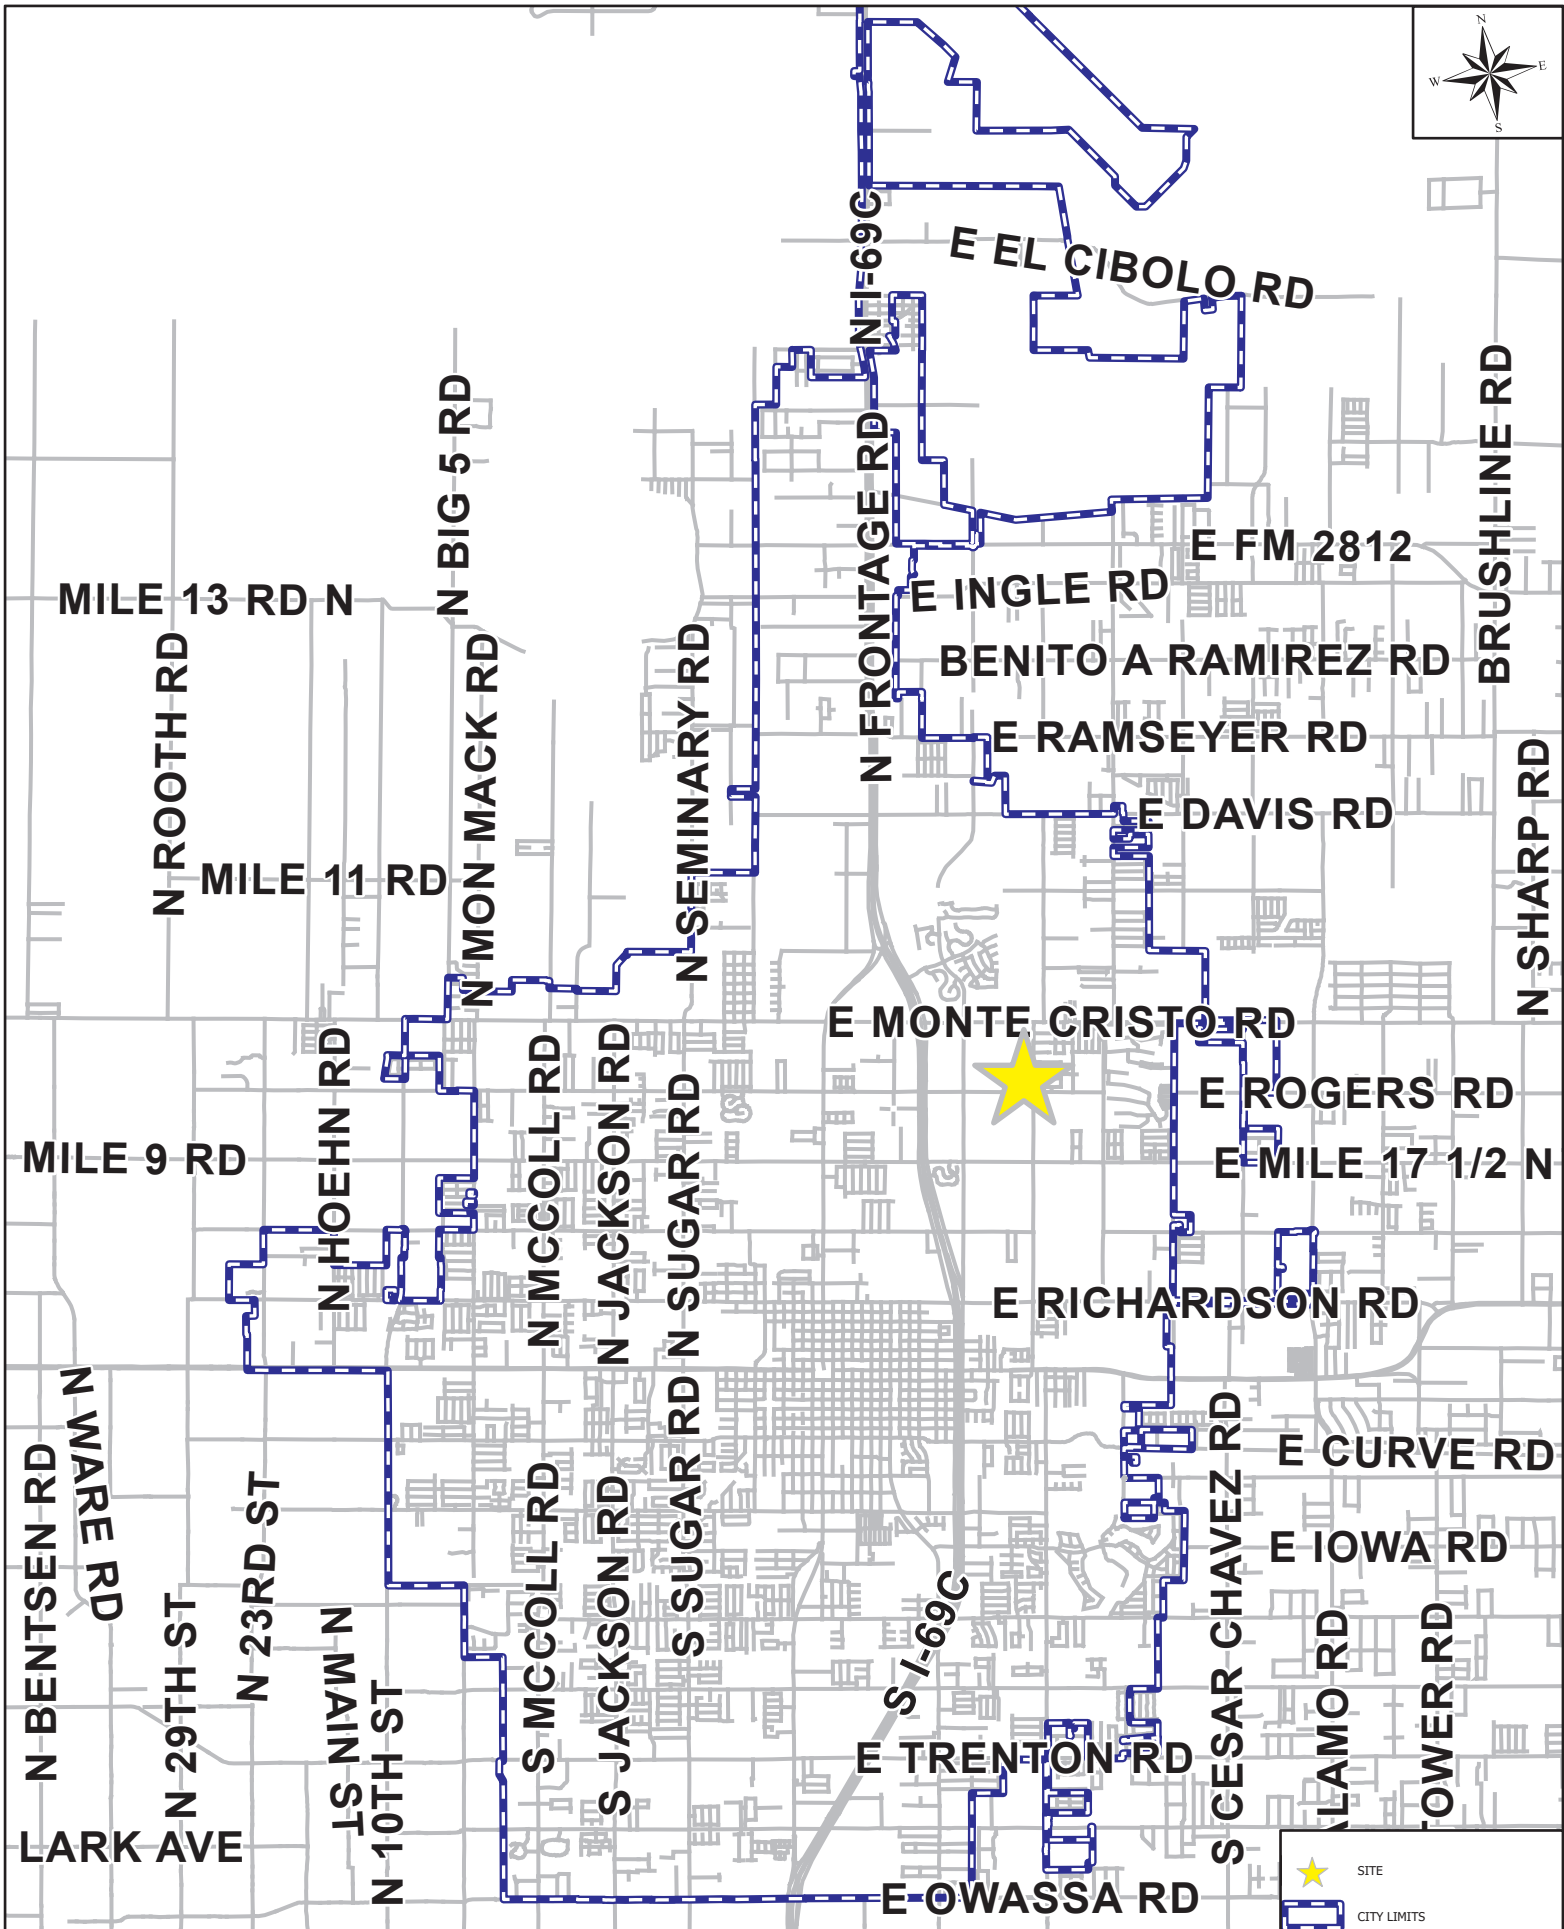 N
E
W
S
N I-69C
E EL CIBOLO RD
N BIG 5 RD
BRUSHLINE RD
N FRONTAGE RD
E FM 2812
MILE 13 RD N
E INGLE RD
N ROOTH RD
N MON MACK RD
N SEMINARY RD
BENITO A RAMIREZ RD
E RAMSEYER RD
N SHARP RD
E DAVIS RD
MILE 11 RD
E MONTE CRISTO RD
N HOEHN RD
N MCCOLL RD
N JACKSON RD
N SUGAR RD
E ROGERS RD
MILE 9 RD
E MILE 17 1/2 N
E RICHARDSON RD
N WARE RD
N BENTSEN RD
N 23RD ST
S MCCOLL RD
S JACKSON RD
S SUGAR RD
S CESAR CHAVEZ RD
E CURVE RD
E IOWA RD
N 29TH ST
N MAIN ST
N 10TH ST
S I-69C
E TRENTON RD
LAMO RD
OWER RD
LARK AVE
E OWASSA RD
SITE
CITY LIMITS